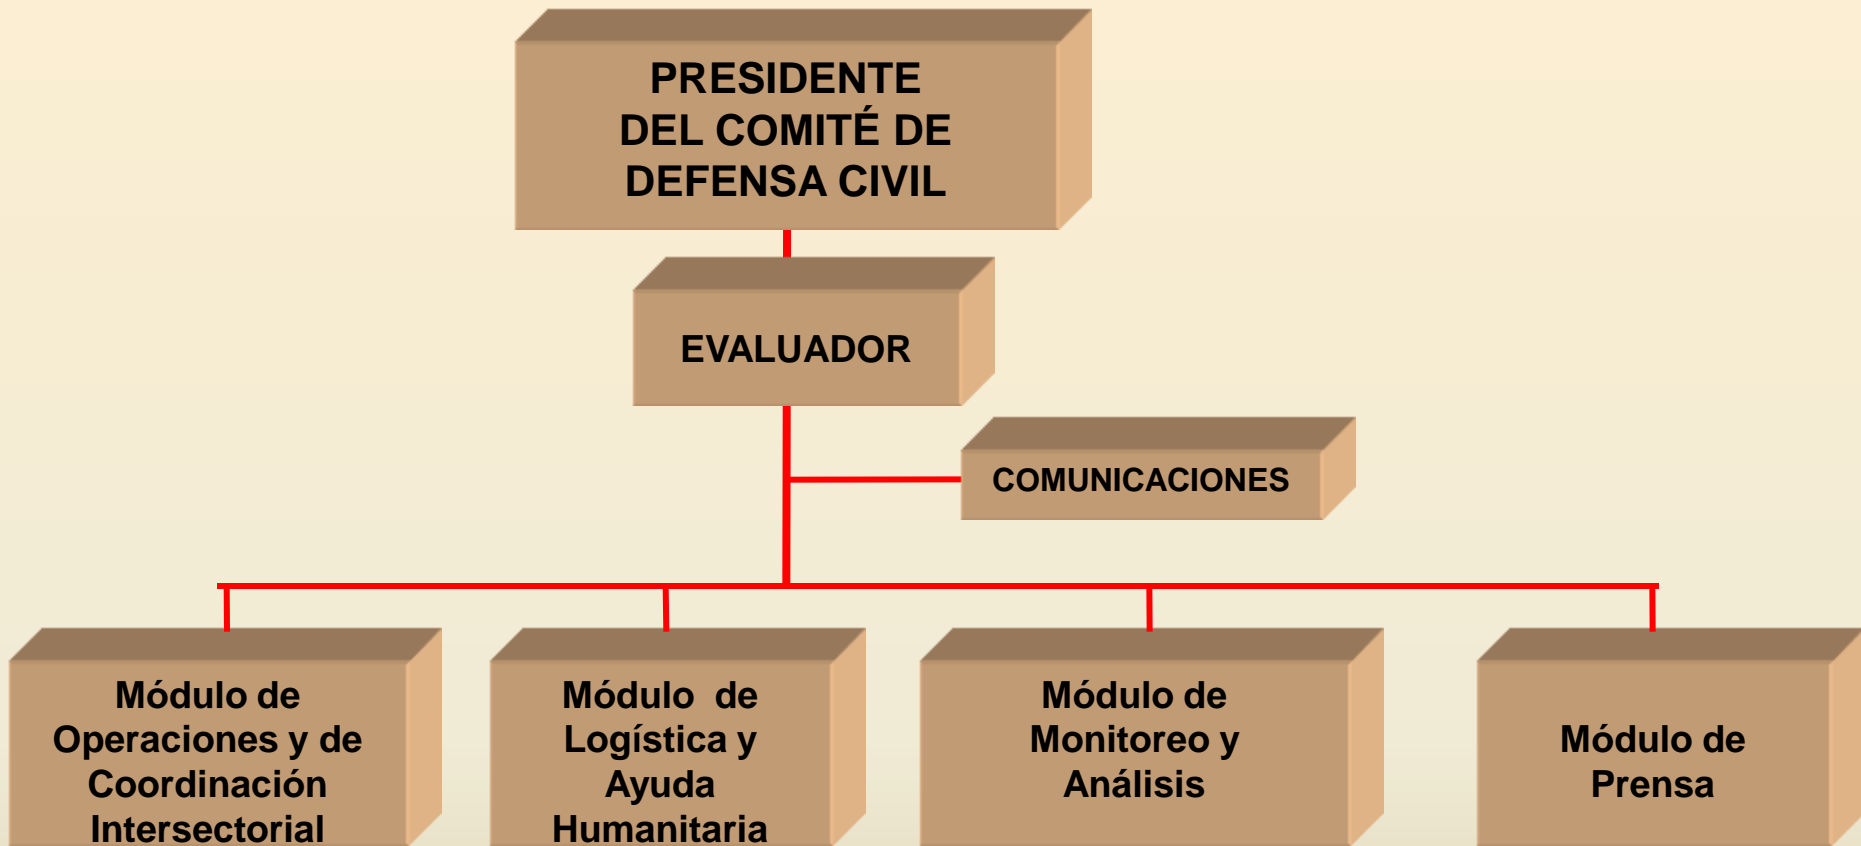 PRESIDENTE
DEL COMITÉ DE
DEFENSA CIVIL
EVALUADOR
COMUNICACIONES
Módulo de
Operaciones y de
Coordinación
Intersectorial
Módulo de
Logística y
Ayuda
Humanitaria
Módulo de
Monitoreo y
Análisis
Módulo de
Prensa